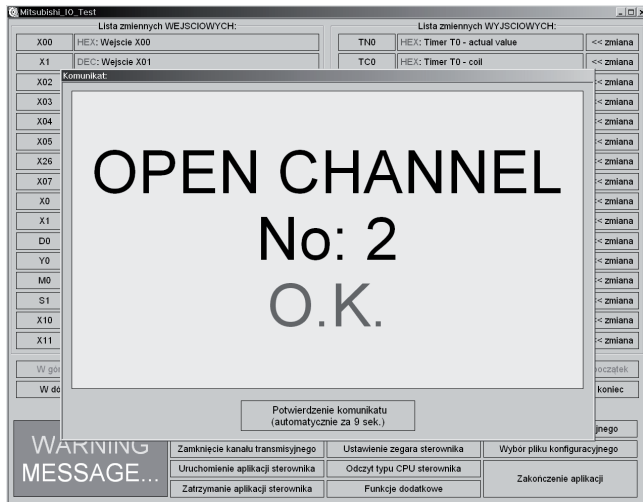 Mitsubishi_IO_Test
Lista zmiennych WEJSCIOWYCH:
Lista zmiennych WYJSCIOWYCH:
X00 HEX: Wejscie X00 TN0 HEX: Timer T0 - actual value << zmiana
X1 DEC: Wejscie X01 TC0 HEX: Timer T0 - coil << zmiana
Komunikat:
X02 << zmiana
X03 << zmiana
X04 << zmiana
X05 << zmiana
X26 << zmiana
X07 << zmiana
X0 << zmiana
X1 << zmiana
D0 << zmiana
Y0 << zmiana
M0 << zmiana
S1 << zmiana
X10 << zmiana
X11 << zmiana
OPEN CHANNEL
No: 2
O.K.
W gór początek
W dó koniec
Potwierdzenie komunikatu
(automatycznie za 9 sek.)
WARNING
MESSAGE...
jnego
Zamknięcie kanału transmisyjnego Ustawienie zegara sterownika Wybór pliku konfiguracyjnego
Uruchomienie aplikacji sterownika Odczyt typu CPU sterownika Zakończenie aplikacji
Zatrzymanie aplikacji sterownika Funkcje dodatkowe